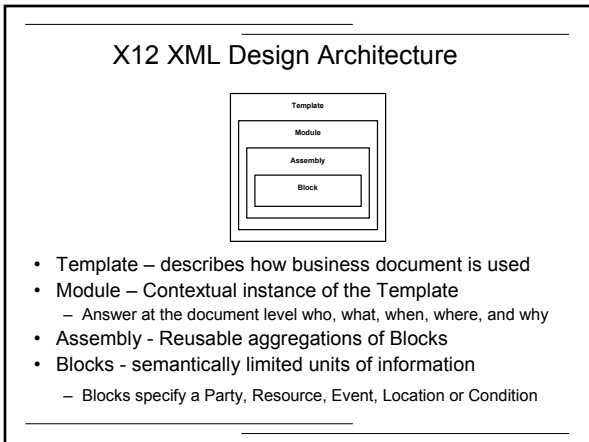 X12 XML Design Architecture
Template
Module
Assembly
Block
• Template – describes how business document is used
• Module – Contextual instance of the Template
– Answer at the document level who, what, when, where, and why
• Assembly - Reusable aggregations of Blocks
• Blocks - semantically limited units of information
– Blocks specify a Party, Resource, Event, Location or Condition